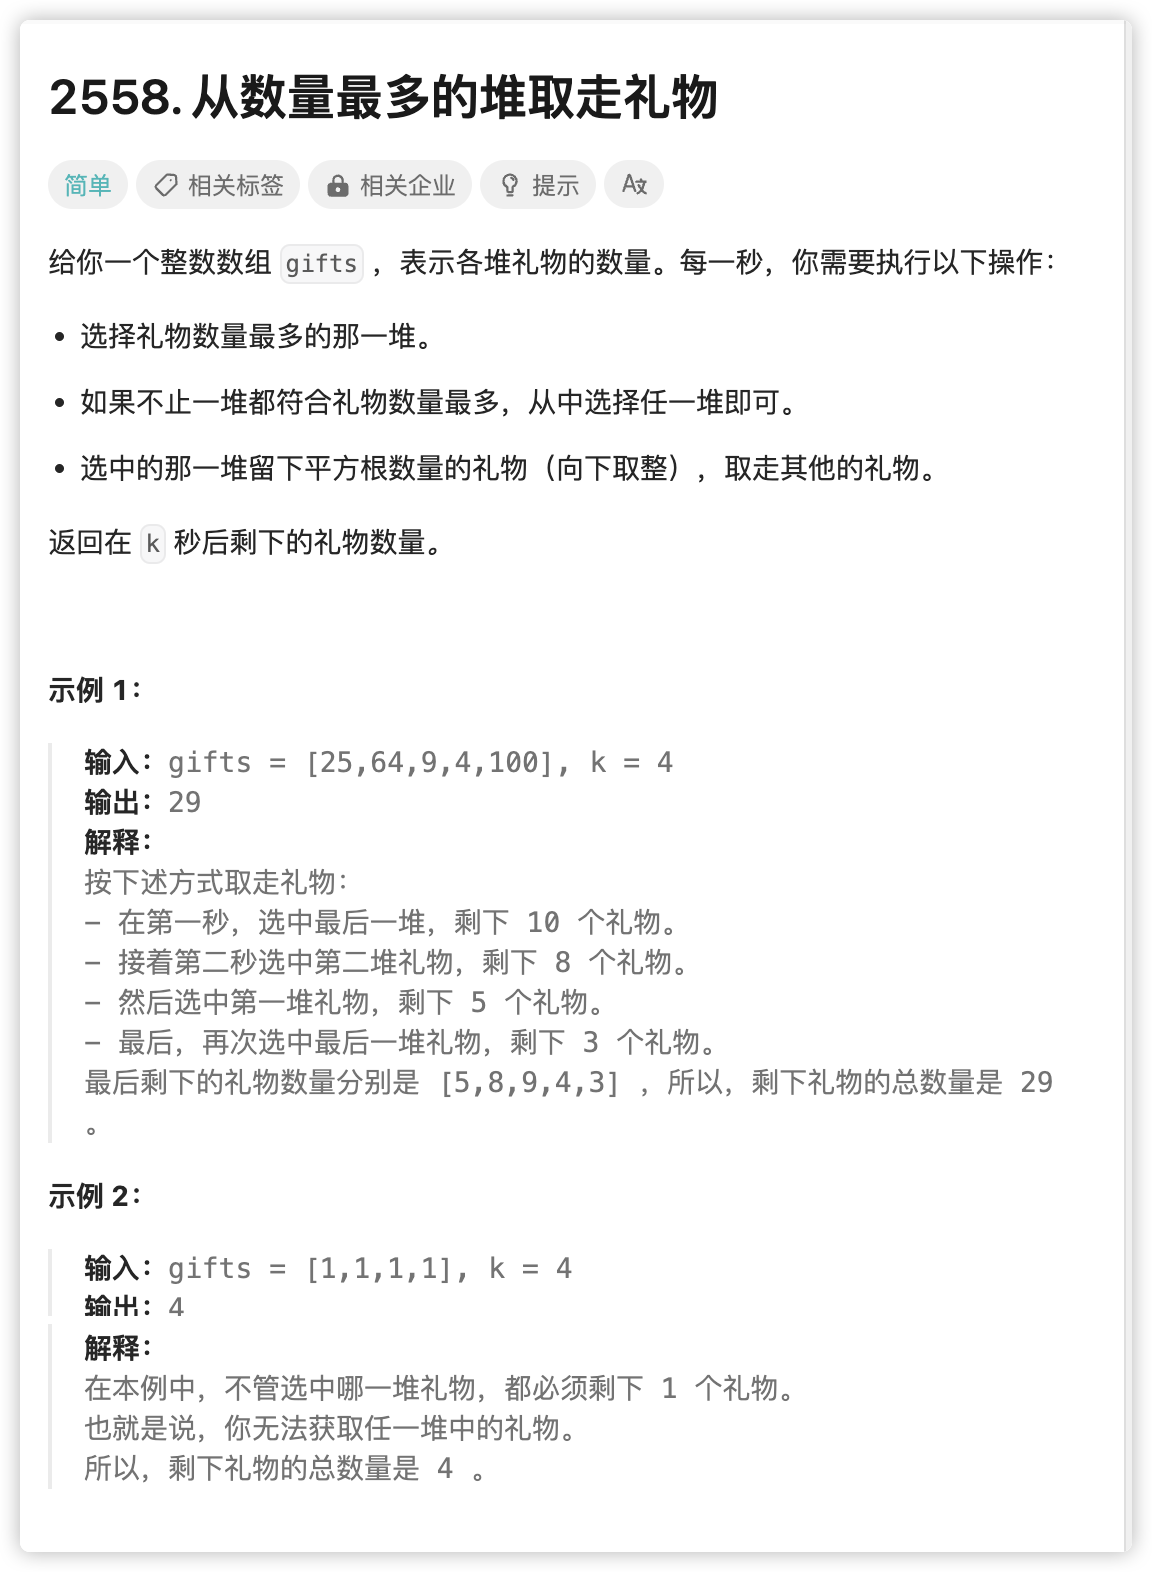 2558. 从数量最多的堆取走礼物
简单 相关标签 相关企业 提示 A文
给你一个整数数组 gifts ，表示各堆礼物的数量。每一秒，你需要执行以下操作：
• 选择礼物数量最多的那一堆。
• 如果不止一堆都符合礼物数量最多，从中选择任一堆即可。
• 选中的那一堆留下平方根数量的礼物（向下取整），取走其他的礼物。
返回在 k 秒后剩下的礼物数量。
示例 1：
输入：gifts = [25,64,9,4,100], k = 4
输出：29
解释：
按下述方式取走礼物：
- 在第一秒，选中最后一堆，剩下 10 个礼物。
- 接着第二秒选中第二堆礼物，剩下 8 个礼物。
- 然后选中第一堆礼物，剩下 5 个礼物。
- 最后，再次选中最后一堆礼物，剩下 3 个礼物。
最后剩下的礼物数量分别是 [5,8,9,4,3] ，所以，剩下礼物的总数量是 29
。
示例 2：
输入：gifts = [1,1,1,1], k = 4
输出：4
解释：
在本例中，不管选中哪一堆礼物，都必须剩下 1 个礼物。
也就是说，你无法获取任一堆中的礼物。
所以，剩下礼物的总数量是 4 。